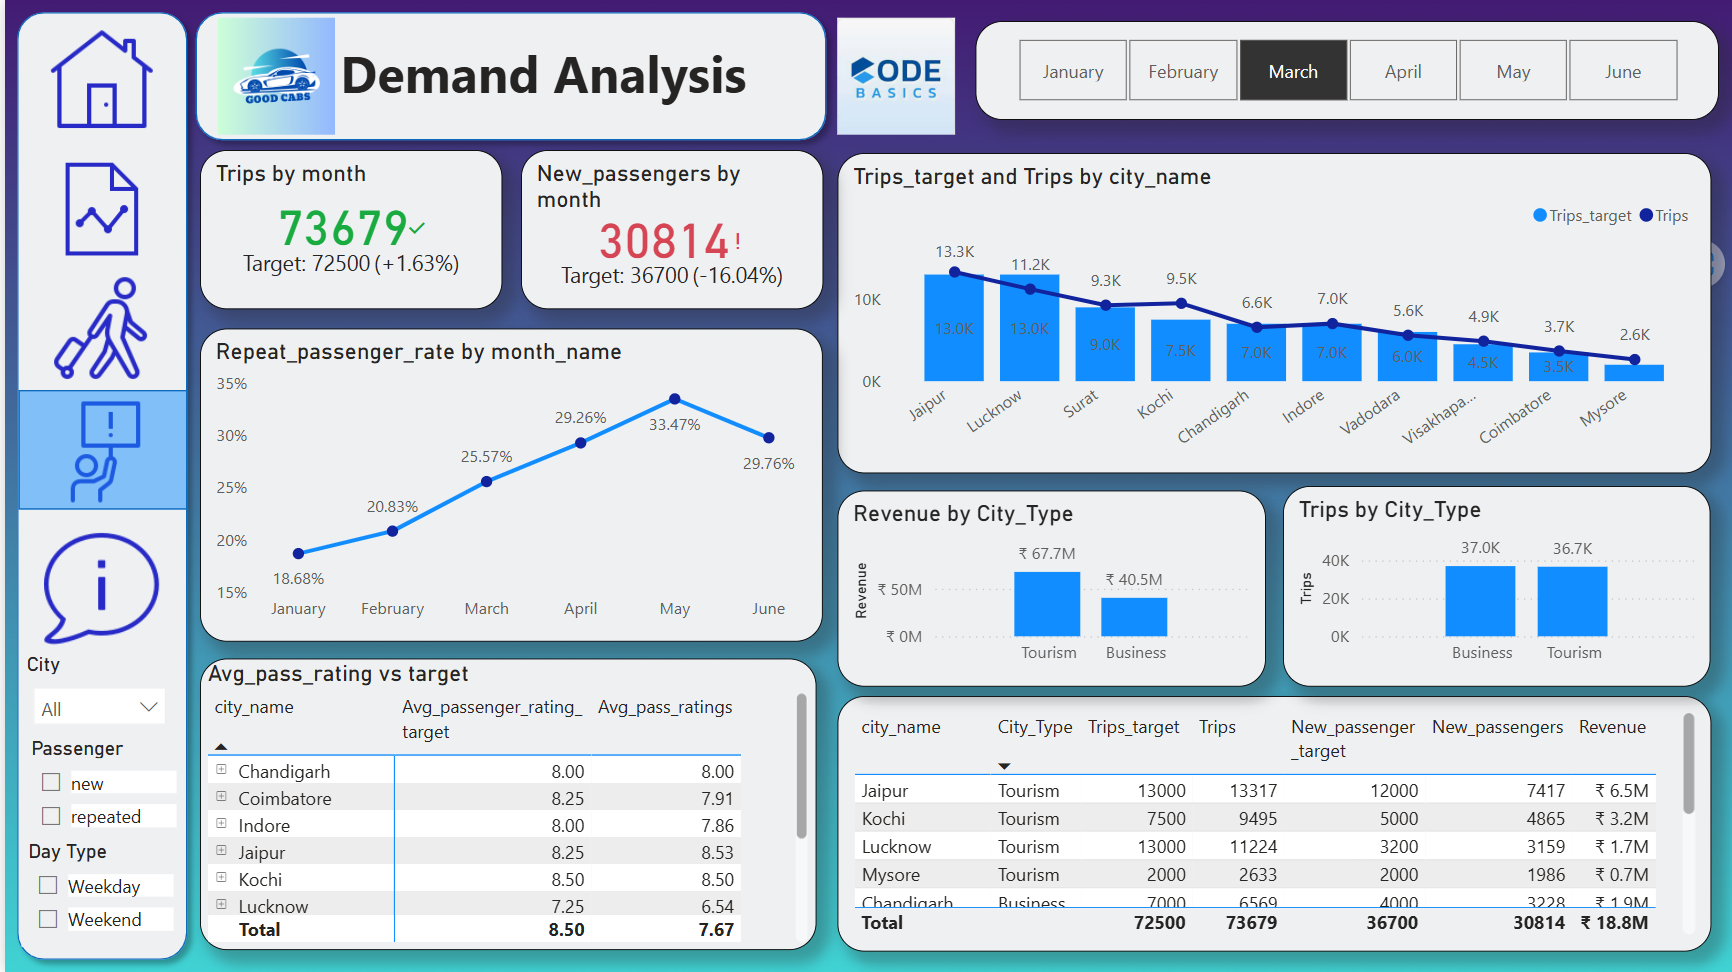 GOOD CABS
Demand Analysis
CODE
BASICS
January
February
March
April
May
June
Trips by month
73679
Target: 72500 (+1.63%)
New_passengers by
month
30814!
Target: 36700 (-16.04%)
Trips_target and Trips by city_name
Trips_target Trips
10K
0K
13.3K
11.2K
9.3K
9.5K
6.6K
7.0K
5.6K
4.9K
3.7K
2.6K
13.0K
13.0K
9.0K
7.5K
7.0K
7.0K
6.0K
4.5K
3.5K
Jaipur
Lucknow
Surat
Kochi
Chandigarh
Indore
Vadodara
Visakhapa...
Coimbatore
Mysore
Repeat_passenger_rate by month_name
35%
30%
25%
20%
15%
18.68%
20.83%
25.57%
29.26%
33.47%
29.76%
January
February
March
April
May
June
Revenue by City_Type
Revenue
₹ 50M
₹ 0M
₹ 67.7M
₹ 40.5M
Tourism
Business
Trips by City_Type
Trips
40K
20K
0K
37.0K
36.7K
Business
Tourism
City
All
Passenger
new
repeated
Day Type
Weekday
Weekend
Avg_pass_rating vs target
city_name Avg_passenger_rating_ Avg_pass_ratings
target
Chandigarh 8.00 8.00
Coimbatore 8.25 7.91
Indore 8.00 7.86
Jaipur 8.25 8.53
Kochi 8.50 8.50
Lucknow 7.25 6.54
Total 8.50 7.67
city_name City_Type Trips_target Trips New_passenger New_passengers Revenue
_target
Jaipur Tourism 13000 13317 12000 7417 ₹ 6.5M
Kochi Tourism 7500 9495 5000 4865 ₹ 3.2M
Lucknow Tourism 13000 11224 3200 3159 ₹ 1.7M
Mysore Tourism 2000 2633 2000 1986 ₹ 0.7M
Chandigarh Business 7000 6569 4000 3228 ₹ 1.9M
Total 72500 73679 36700 30814 ₹ 18.8M